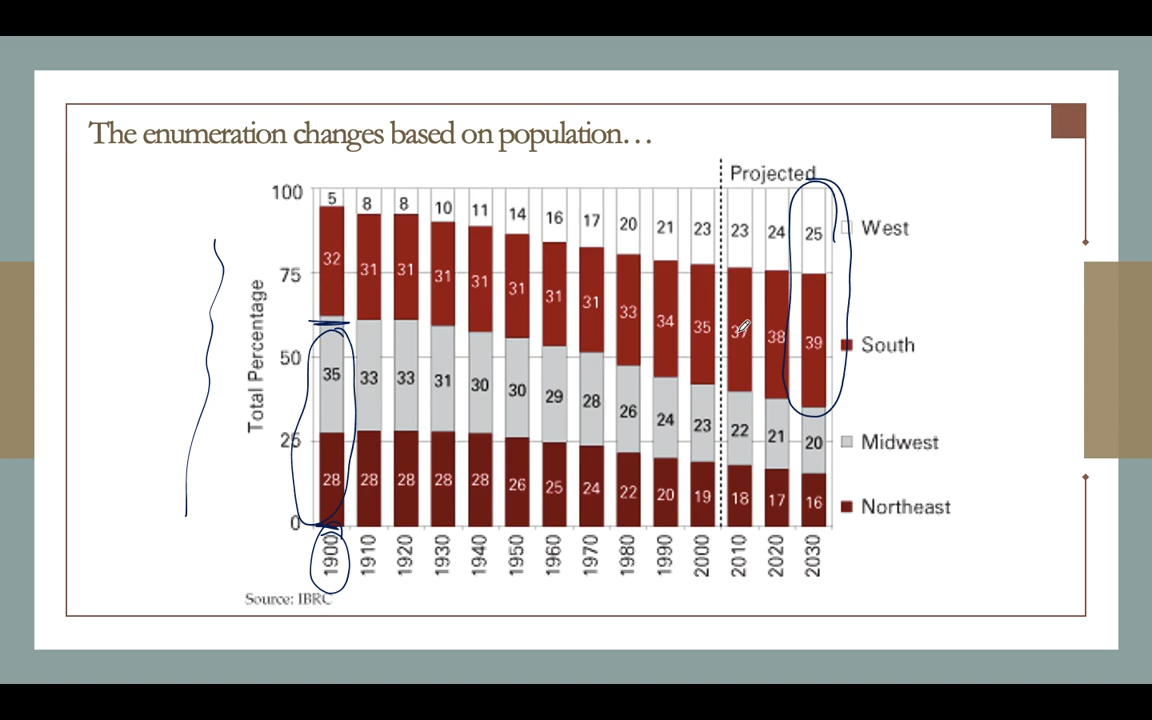 The enumeration changes based on population…
Projected
100
75
50
25
0
Total Percentage
5 8 8 10 11 14 16 17 20 21 23 23 24 25
32 31 31 31 31 31 31 31 33 34 35 37 38 39
35 33 33 31 30 30 29 28 26 24 23 22 21 20
28 28 28 28 28 26 25 24 22 20 19 18 17 16
1900 1910 1920 1930 1940 1950 1960 1970 1980 1990 2000 2010 2020 2030
West
South
Midwest
Northeast
Source: IBRC